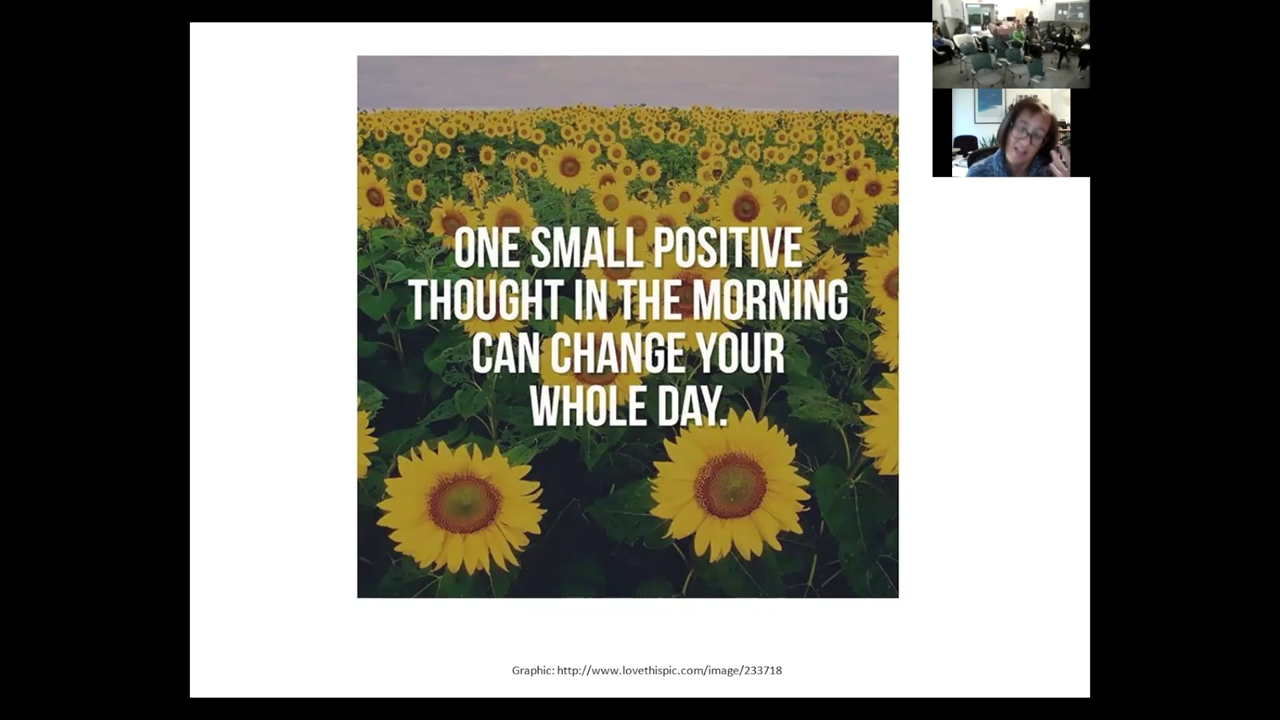 ONE SMALL POSITIVE
THOUGHT IN THE MORNING
CAN CHANGE YOUR
WHOLE DAY.
Graphic: http://www.lovethispic.com/image/233718